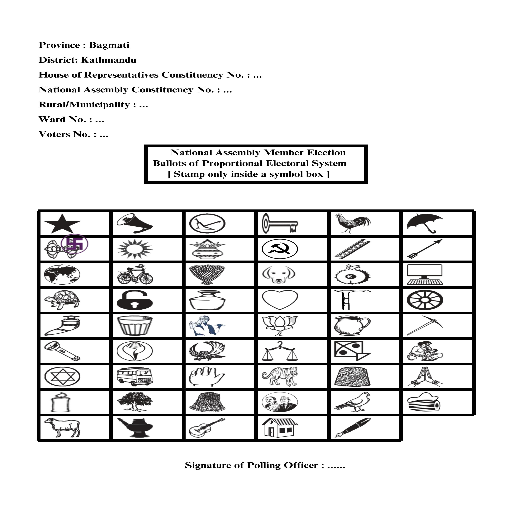 Province : Bagmati
District: Kathmandu
House of Representatives Constituency No. : ...
National Assembly Constituency No. : ...
Rural/Municipality : ...
Ward No. : ...
Voters No. : ...
National Assembly Member Election
Ballots of Proportional Electoral System
[ Stamp only inside a symbol box ]
Signature of Polling Officer : ......